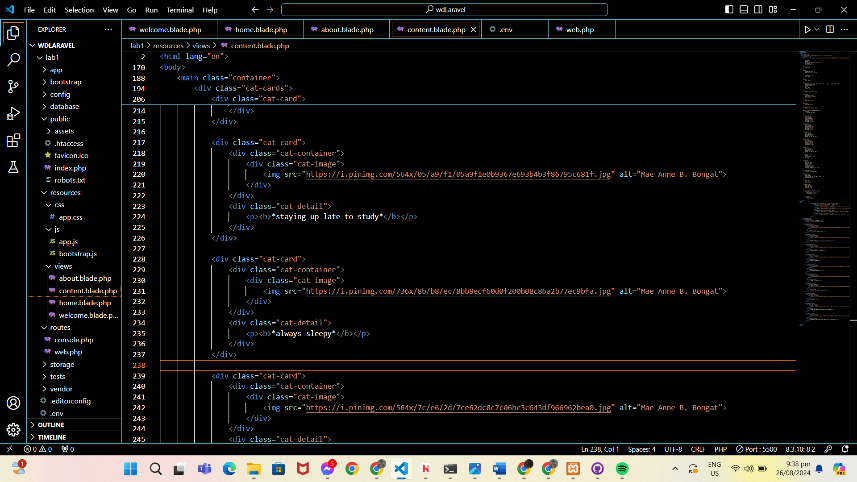 File Edit Selection View Go Run Terminal Help
wdLaravel
EXPLORER
WDLARAVEL
lab1
app
bootstrap
config
database
public
assets
.htaccess
favicon.ico
index.php
robots.txt
resources
css
app.css
js
app.js
bootstrap.js
views
about.blade.php
content.blade.php
home.blade.php
welcome.blade.p...
routes
console.php
web.php
storage
tests
vendor
.editorconfig
.env
OUTLINE
TIMELINE
welcome.blade.php home.blade.php about.blade.php content.blade.php .env web.php
lab1 > resources > views > content.blade.php
2 <html lang="en">
170 <body>
188 <main class="container">
194 <div class="cat-cards">
206 <div class="cat-card">
214 </div>
215 </div>
216
217 <div class="cat-card">
218 <div class="cat-container">
219 <div class="cat-image">
220 <img src="https://i.pinimg.com/564x/05/a9/f1/05a9f1e0b9367e693b4b3f86795c681f.jpg" alt="Mae Anne B. Bongat">
221 </div>
222 </div>
223 <div class="cat-detail">
224 <p><b>*staying up late to study*</b></p>
225 </div>
226 </div>
227
228 <div class="cat-card">
229 <div class="cat-container">
230 <div class="cat-image">
231 <img src="https://i.pinimg.com/736x/8b/b8/ec/8bb8ecf60d0f200b08c86a2b77ec9bfa.jpg" alt="Mae Anne B. Bongat">
232 </div>
233 </div>
234 <div class="cat-detail">
235 <p><b>*always sleepy*</b></p>
236 </div>
237 </div>
238
239 <div class="cat-card">
240 <div class="cat-container">
241 <div class="cat-image">
242 <img src="https://i.pinimg.com/564x/7c/e6/2d/7ce62dc8c7c06be3c643df966962bea0.jpg" alt="Mae Anne B. Bongat">
243 </div>
244 </div>
245 <div class="cat-detail">
0 0 0
Ln 238, Col 1 Spaces: 4 UTF-8 CRLF PHP Port : 5500 8.3.10: 8.2
ENG
US
9:38 pm
26/08/2024